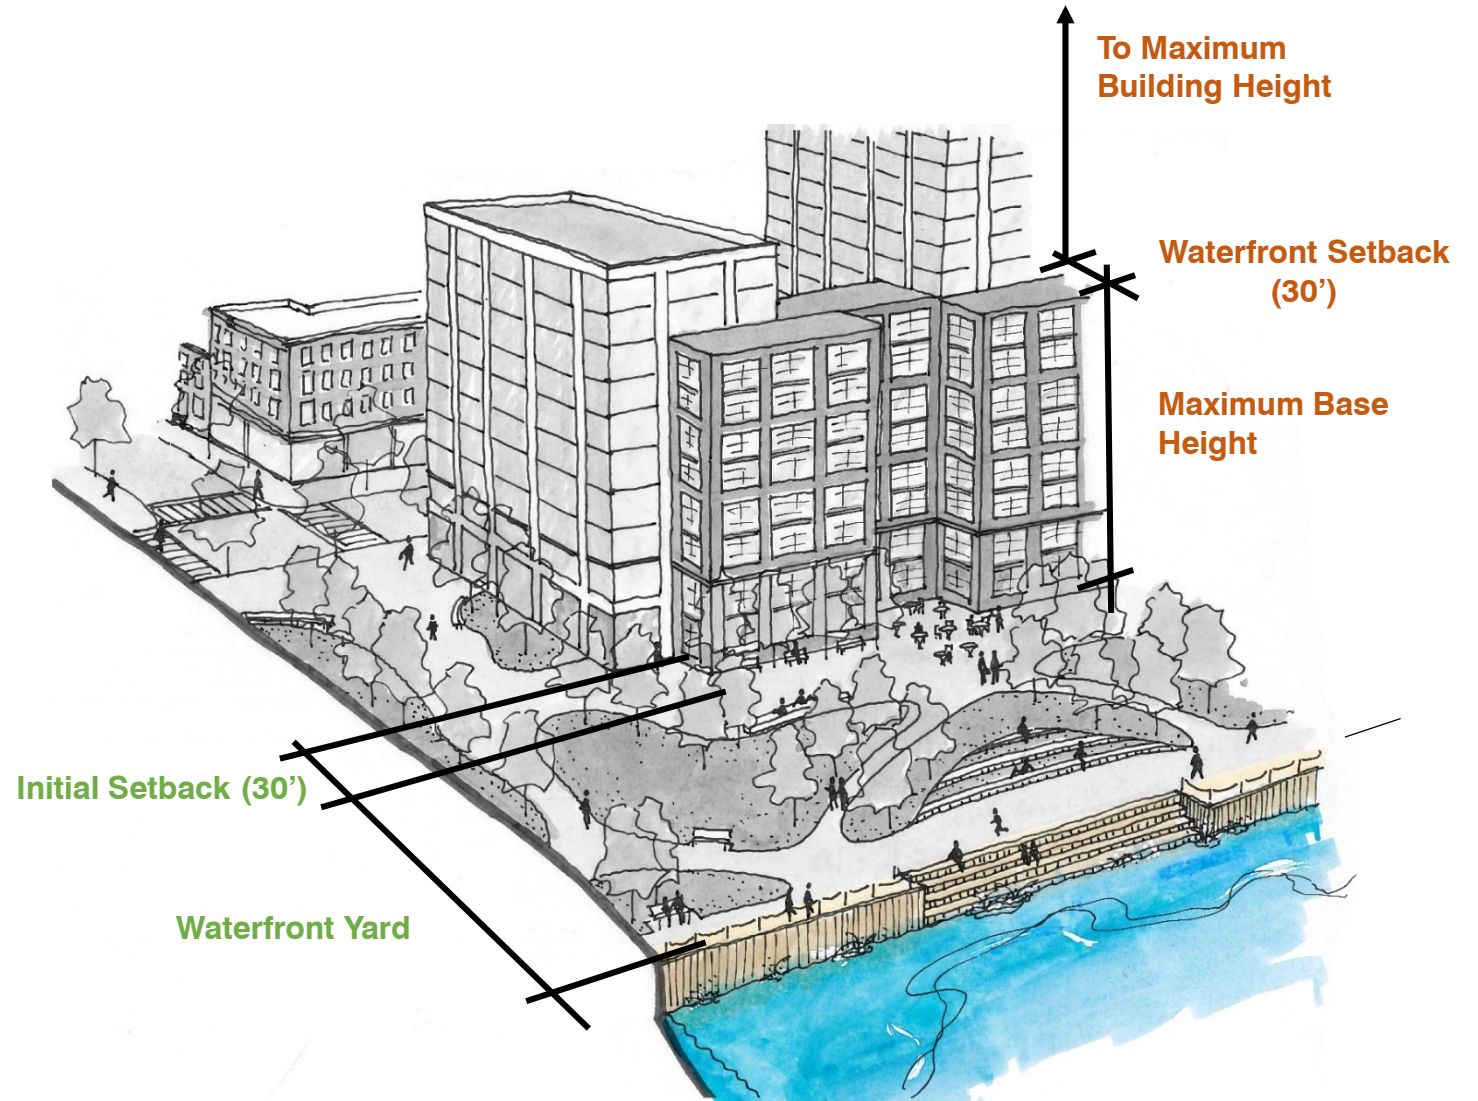 To Maximum
Building Height
Waterfront Setback
(30’)
Maximum Base
Height
Initial Setback (30’)
Waterfront Yard